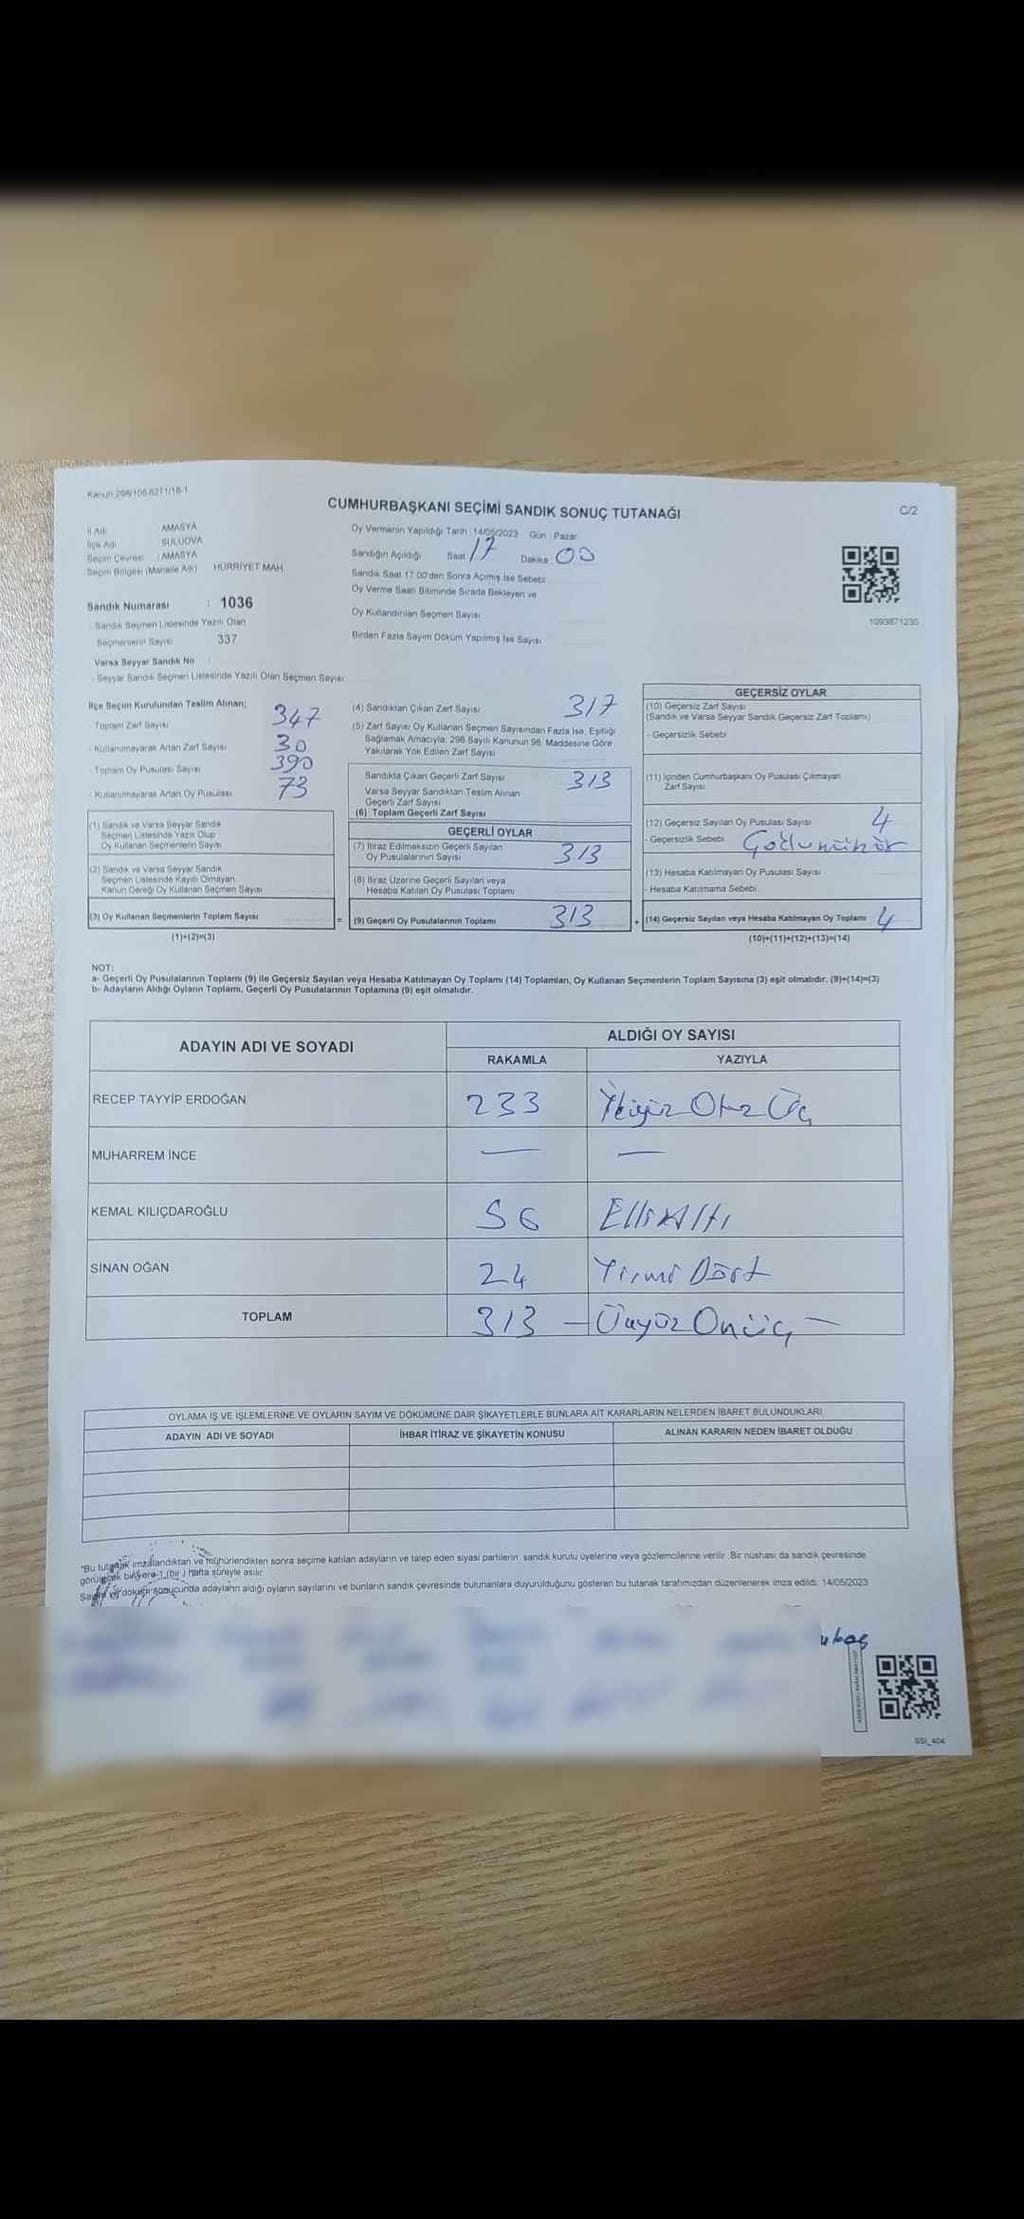 Kanun:298/106,6271/18-1
CUMHURBAŞKANI SEÇİMİ SANDIK SONUÇ TUTANAĞI
C/2
İl Adı : AMASYA
İlçe Adı : SULUOVA
Seçim Çevresi : AMASYA
Seçim Bölgesi (Mahalle Adı) HÜRRİYET MAH
Sandık Numarası : 1036
- Sandık Seçmen Listesinde Yazılı Olan
Seçmenlerin Sayısı 337
Varsa Seyyar Sandık No
- Seyyar Sandık Seçmen Listesinde Yazılı Olan Seçmen Sayısı
Oy Vermenin Yapıldığı Tarih 14/05/2023 Gün Pazar
Sandığın Açıldığı Saat 17 Dakika 00
Sandık Saat 17.00'den Sonra Açılmış İse Sebebi
Oy Verme Saati Bitiminde Sırada Bekleyen ve
Oy Kullandırılan Seçmen Sayısı
Birden Fazla Sayım Döküm Yapılmış İse Sayısı
1093871230
İlçe Seçim Kurulundan Teslim Alınan;
- Toplam Zarf Sayısı 347
- Kullanılmayarak Artan Zarf Sayısı 30
- Toplam Oy Pusulası Sayısı 390
- Kullanılmayarak Artan Oy Pusulası 73
(1) Sandık ve Varsa Seyyar Sandık
Seçmen Listesinde Yazılı Olup
Oy Kullanan Seçmenlerin Sayısı
(2) Sandık ve Varsa Seyyar Sandık
Seçmen Listesinde Kayıtlı Olmayan
Kanun Gereği Oy Kullanan Seçmen Sayısı
(3) Oy Kullanan Seçmenlerin Toplam Sayısı
(1)+(2)=(3)
(4) Sandıktan Çıkan Zarf Sayısı 317
(5) Zarf Sayısı Oy Kullanan Seçmen Sayısından Fazla İse, Eşitliği
Sağlamak Amacıyla, 298 Sayılı Kanunun 98. Maddesine Göre
Yakılarak Yok Edilen Zarf Sayısı
Sandıkta Çıkan Geçerli Zarf Sayısı 313
Varsa Seyyar Sandıktan Teslim Alınan
Geçerli Zarf Sayısı
(6) Toplam Geçerli Zarf Sayısı
GEÇERLİ OYLAR
(7) İtiraz Edilmeksizin Geçerli Sayılan
Oy Pusulalarının Sayısı 313
(8) İtiraz Üzerine Geçerli Sayılan veya
Hesaba Katılan Oy Pusulası Toplamı
= (9) Geçerli Oy Pusulalarının Toplamı 313
GEÇERSİZ OYLAR
(10) Geçersiz Zarf Sayısı
(Sandık ve Varsa Seyyar Sandık Geçersiz Zarf Toplamı)
- Geçersizlik Sebebi
(11) İçinden Cumhurbaşkanı Oy Pusulası Çıkmayan
Zarf Sayısı
(12) Geçersiz Sayılan Oy Pusulası Sayısı 4
- Geçersizlik Sebebi
(13) Hesaba Katılmayan Oy Pusulası Sayısı
- Hesaba Katılmama Sebebi
+ (14) Geçersiz Sayılan veya Hesaba Katılmayan Oy Toplamı 4
(10)+(11)+(12)+(13)=(14)
NOT:
a- Geçerli Oy Pusulalarının Toplamı (9) ile Geçersiz Sayılan veya Hesaba Katılmayan Oy Toplamı (14) Toplamları, Oy Kullanan Seçmenlerin Toplam Sayısına (3) eşit olmalıdır. (9)+(14)=(3)
b- Adayların Aldığı Oyların Toplamı, Geçerli Oy Pusulalarının Toplamına (9) eşit olmalıdır.
ADAYIN ADI VE SOYADI
ALDIĞI OY SAYISI
RAKAMLA YAZIYLA
RECEP TAYYİP ERDOĞAN 233 İkiyüz Otuz Üç
MUHARREM İNCE — —
KEMAL KILIÇDAROĞLU 56 Elli Altı
SİNAN OĞAN 24 Yirmi Dört
TOPLAM 313 — Üçyüz Onüç —
OYLAMA İŞ VE İŞLEMLERİNE VE OYLARIN SAYIM VE DÖKÜMÜNE DAİR ŞİKAYETLERLE BUNLARA AİT KARARLARIN NELERDEN İBARET BULUNDUKLARI
ADAYIN ADI VE SOYADI İHBAR İTİRAZ VE ŞİKAYETİN KONUSU ALINAN KARARIN NEDEN İBARET OLDUĞU
*Bu tutanak imzalandıktan ve mühürlendikten sonra seçime katılan adayların ve talep eden siyasi partilerin sandık kurulu üyelerine veya gözlemcilerine verilir. Bir nüshası da sandık çevresinde
görülecek bir yere 1 (bir) hafta süreyle asılır.
Sayım ve döküm sonucunda adayların aldığı oyların sayılarını ve bunların sandık çevresinde bulunanlara duyurulduğunu gösteren bu tutanak tarafımızdan düzenlenerek imza edildi. 14/05/2023
SSI_404